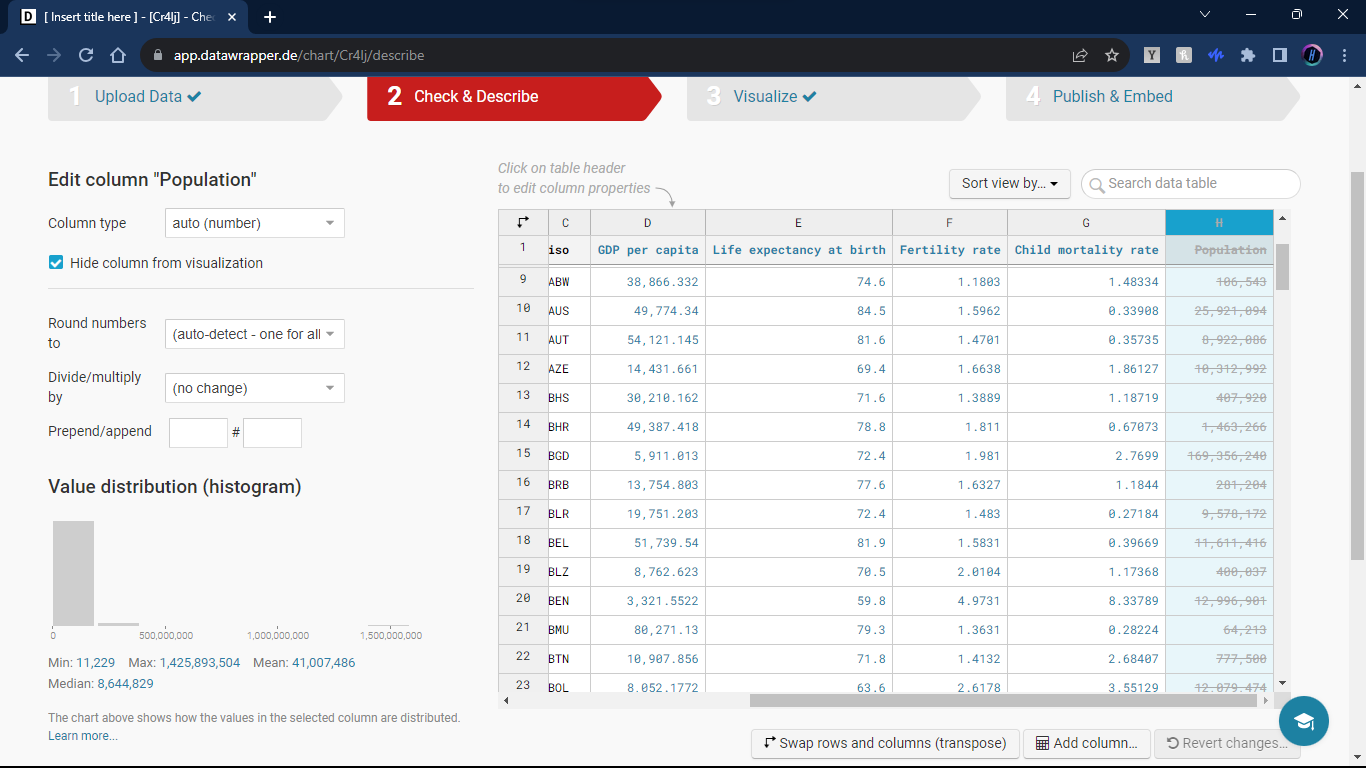 [ Insert title here ] - [Cr4lj] - Che
app.datawrapper.de/chart/Cr4lj/describe
1 Upload Data
2 Check & Describe
3 Visualize
4 Publish & Embed
Edit column "Population"
Column type
auto (number)
Hide column from visualization
Round numbers
to
(auto-detect - one for all
Divide/multiply
by
(no change)
Prepend/append
#
Value distribution (histogram)
0 500,000,000 1,000,000,000 1,500,000,000
Min: 11,229 Max: 1,425,893,504 Mean: 41,007,486
Median: 8,644,829
The chart above shows how the values in the selected column are distributed.
Learn more...
Click on table header
to edit column properties
Sort view by...
Search data table
C D E F G H
1 iso GDP per capita Life expectancy at birth Fertility rate Child mortality rate Population
9 ABW 38,866.332 74.6 1.1803 1.48334 106,543
10 AUS 49,774.34 84.5 1.5962 0.33908 25,921,094
11 AUT 54,121.145 81.6 1.4701 0.35735 8,922,086
12 AZE 14,431.661 69.4 1.6638 1.86127 10,312,992
13 BHS 30,210.162 71.6 1.3889 1.18719 407,920
14 BHR 49,387.418 78.8 1.811 0.67073 1,463,266
15 BGD 5,911.013 72.4 1.981 2.7699 169,356,240
16 BRB 13,754.803 77.6 1.6327 1.1844 281,204
17 BLR 19,751.203 72.4 1.483 0.27184 9,578,172
18 BEL 51,739.54 81.9 1.5831 0.39669 11,611,416
19 BLZ 8,762.623 70.5 2.0104 1.17368 400,037
20 BEN 3,321.5522 59.8 4.9731 8.33789 12,996,901
21 BMU 80,271.13 79.3 1.3631 0.28224 64,213
22 BTN 10,907.856 71.8 1.4132 2.68407 777,500
23 BOL 8,052.1772 63.6 2.6178 3.55129 12,079,474
Swap rows and columns (transpose)
Add column...
Revert changes...